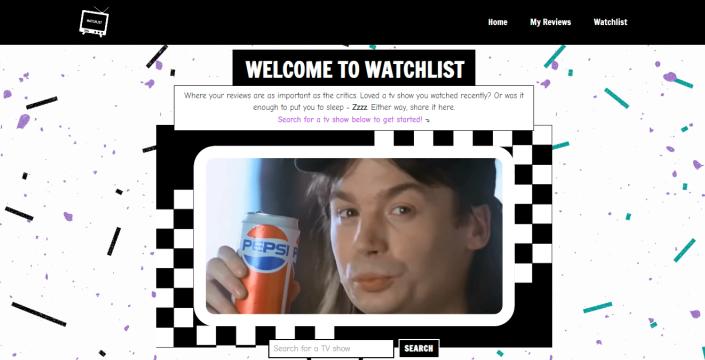 WATCHLIST
Home
My Reviews
Watchlist
WELCOME TO WATCHLIST
Where your reviews are as important as the critics. Loved a tv show you watched recently? Or was it
enough to put you to sleep - Zzzz. Either way, share it here.
Search for a tv show below to get started!
PEPSI
Search for a TV show
SEARCH